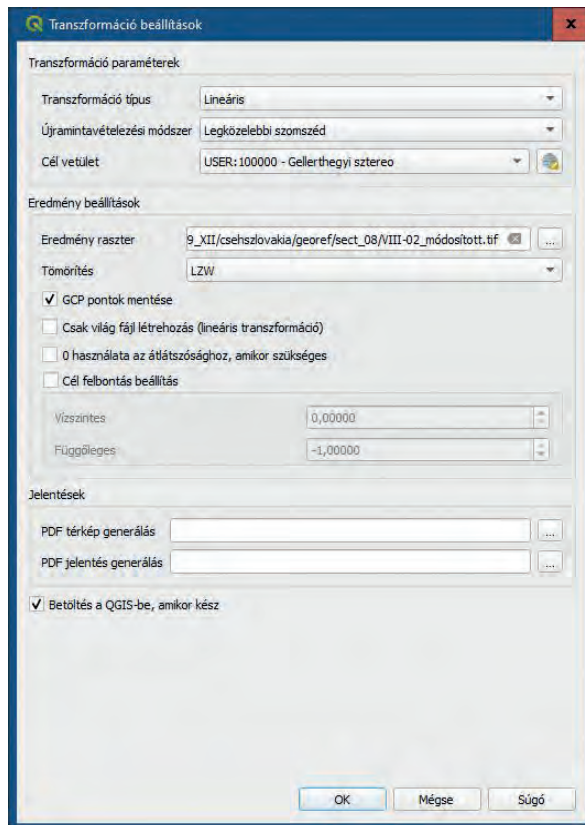 Transzformáció beállítások
x
Transzformáció paraméterek
Transzformáció típus Lineáris
Újramintavételezési módszer Legközelebbi szomszéd
Cél vetület USER:100000 - Gellerthegyi sztereo
Eredmény beállítások
Eredmény raszter 9_XII/csehszlovakia/georef/sect_08/VIII-02_módosított.tif ...
Tömörítés LZW
GCP pontok mentése
Csak világ fájl létrehozás (lineáris transzformáció)
0 használata az átlátszósághoz, amikor szükséges
Cél felbontás beállítás
Vízszintes 0,00000
Függőleges -1,00000
Jelentések
PDF térkép generálás ...
PDF jelentés generálás ...
Betöltés a QGIS-be, amikor kész
OK Mégse Súgó